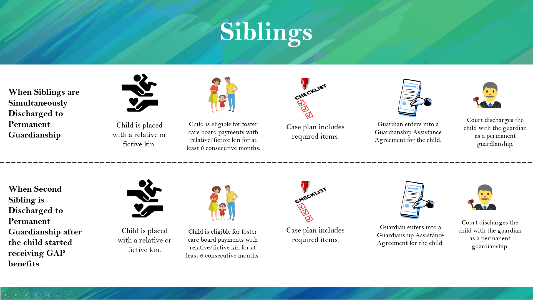 Siblings
When Siblings are
Simultaneously
Discharged to
Permanent
Guardianship
Child is placed
with a relative or
fictive kin.
Child is eligible for foster
care board payments with
relative/fictive kin for at
least 6 consecutive months.
CHECKLIST
Case plan includes
required items.
Guardian enters into a
Guardianship Assistance
Agreement for the child.
Court discharges the
child with the guardian
as a permanent
guardianship.
When Second
Sibling is
Discharged to
Permanent
Guardianship after
the child started
receiving GAP
benefits
Child is placed
with a relative or
fictive kin.
Child is eligible for foster
care board payments with
relative/fictive kin for at
least 6 consecutive months.
CHECKLIST
Case plan includes
required items.
Guardian enters into a
Guardianship Assistance
Agreement for the child
Court discharges the
child with the guardian
as a permanent
guardianship.